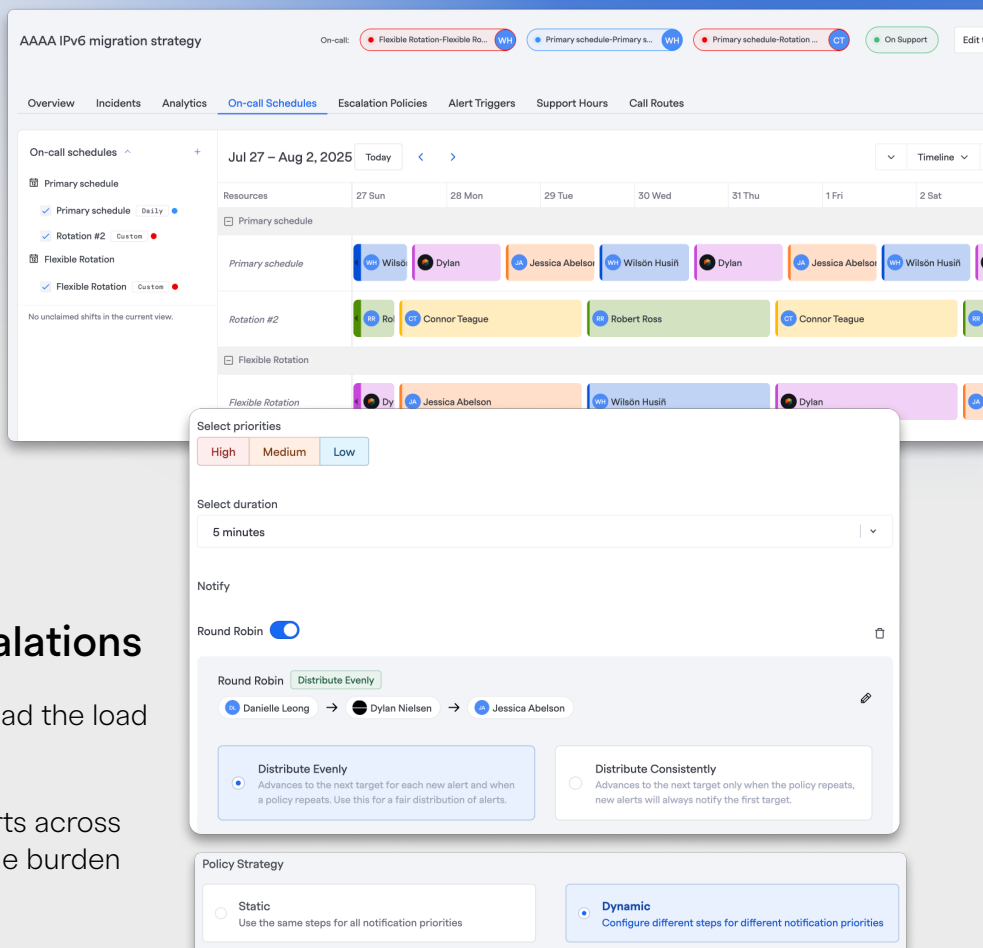 AAAA IPv6 migration strategy
On-call:
Flexible Rotation-Flexible Ro... WH
Primary schedule-Primary s... WH
Primary schedule-Rotation ... CT
On Support
Edit
Overview Incidents Analytics On-call Schedules Escalation Policies Alert Triggers Support Hours Call Routes
On-call schedules +
Primary schedule
Primary schedule Daily
Rotation #2 Custom
Flexible Rotation
Flexible Rotation Custom
No unclaimed shifts in the current view.
Jul 27 – Aug 2, 2025 Today < >
Timeline
Resources 27 Sun 28 Mon 29 Tue 30 Wed 31 Thu 1 Fri 2 Sat
Primary schedule
Primary schedule WH Wilsö Dylan JA Jessica Abelso WH Wilsön Husiñ Dylan JA Jessica Abelso WH Wilsön Husiñ
Rotation #2 RR Ro CT Connor Teague RR Robert Ross CT Connor Teague RR
Flexible Rotation
Flexible Rotation Dy JA Jessica Abelson WH Wilsön Husiñ Dylan JA
Select priorities
High Medium Low
Select duration
5 minutes
Notify
Round Robin
Round Robin Distribute Evenly
DL Danielle Leong → Dylan Nielsen → JA Jessica Abelson
Distribute Evenly
Advances to the next target for each new alert and when
a policy repeats. Use this for a fair distribution of alerts.
Distribute Consistently
Advances to the next target only when the policy repeats,
new alerts will always notify the first target.
alations
ad the load
rts across
e burden
Policy Strategy
Static
Use the same steps for all notification priorities
Dynamic
Configure different steps for different notification priorities